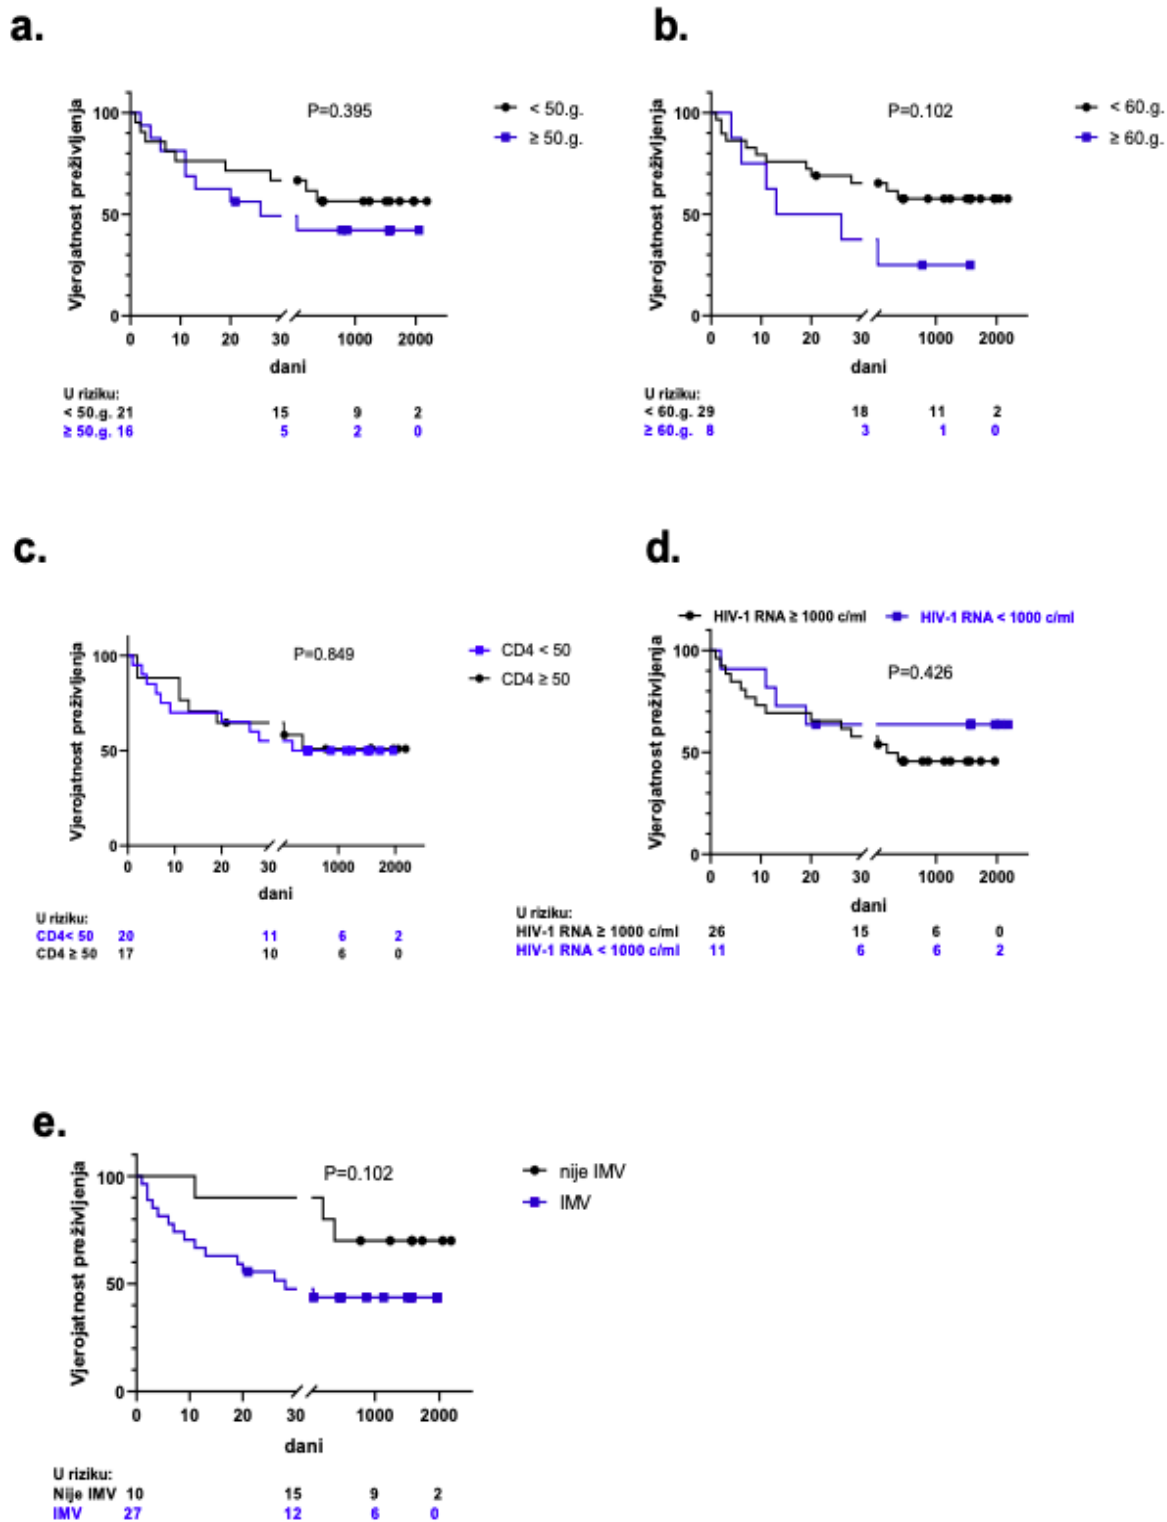 a.
Vjerojatnost preživljenja
100
50
0
P=0.395
< 50.g.
≥ 50.g.
0 10 20 30 1000 2000
dani
U riziku:
< 50.g. 21 15 9 2
≥ 50.g. 16 5 2 0
b.
Vjerojatnost preživljenja
100
50
0
P=0.102
< 60.g.
≥ 60.g.
0 10 20 30 1000 2000
dani
U riziku:
< 60.g. 29 18 11 2
≥ 60.g. 8 3 1 0
c.
Vjerojatnost preživljenja
100
50
0
P=0.849
CD4 < 50
CD4 ≥ 50
0 10 20 30 1000 2000
dani
U riziku:
CD4< 50 20 11 6 2
CD4 ≥ 50 17 10 6 0
d.
HIV-1 RNA ≥ 1000 c/ml HIV-1 RNA < 1000 c/ml
Vjerojatnost preživljenja
100
50
0
P=0.426
0 10 20 30 1000 2000
dani
U riziku:
HIV-1 RNA ≥ 1000 c/ml 26 15 6 0
HIV-1 RNA < 1000 c/ml 11 6 6 2
e.
Vjerojatnost preživljenja
100
50
0
P=0.102
nije IMV
IMV
0 10 20 30 1000 2000
dani
U riziku:
Nije IMV 10 15 9 2
IMV 27 12 6 0